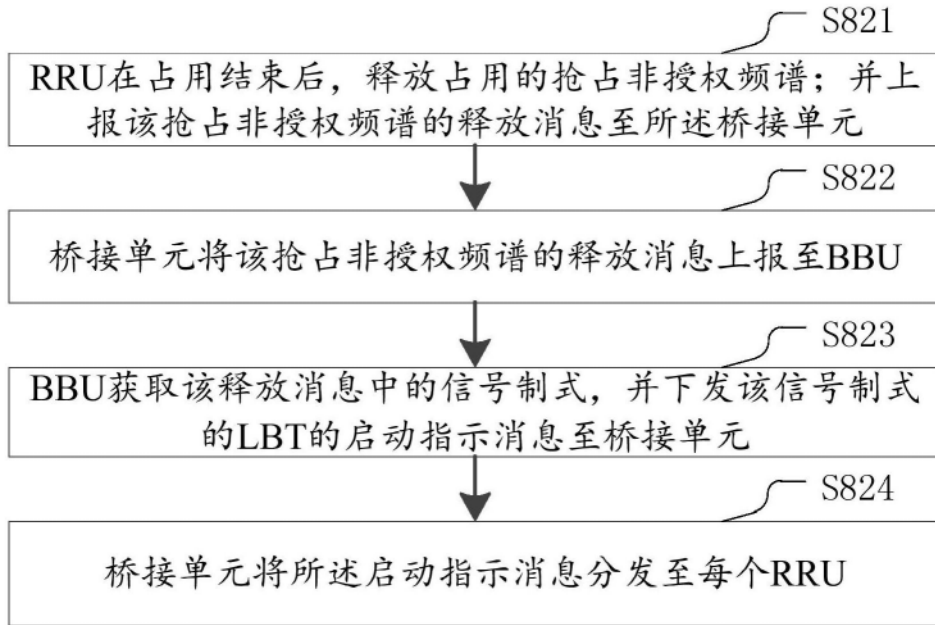 S821
RRU在占用结束后，释放占用的抢占非授权频谱；并上
报该抢占非授权频谱的释放消息至所述桥接单元
S822
桥接单元将该抢占非授权频谱的释放消息上报至BBU
S823
BBU获取该释放消息中的信号制式，并下发该信号制式
的LBT的启动指示消息至桥接单元
S824
桥接单元将所述启动指示消息分发至每个RRU